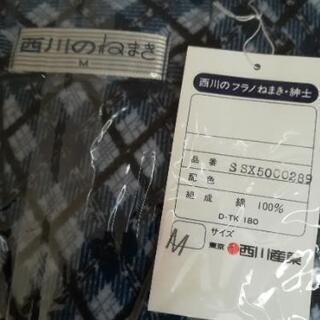 西川のねまき
M
西川のフラノねまき・紳士
品番 SSX5000289
配色
組成 綿 100%
D-TK 180
サイズ
M
東京 西川産業